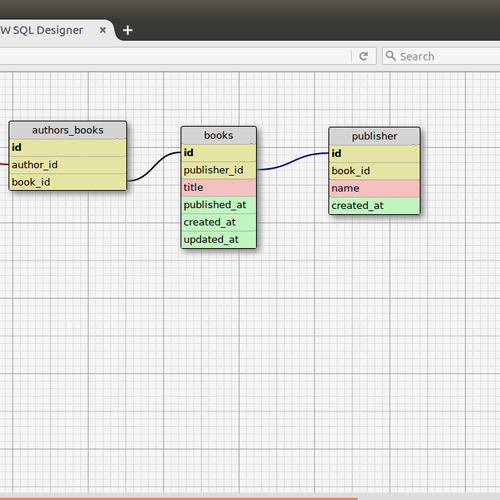 W SQL Designer
Search
authors_books
id
author_id
book_id
books
id
publisher_id
title
published_at
created_at
updated_at
publisher
id
book_id
name
created_at